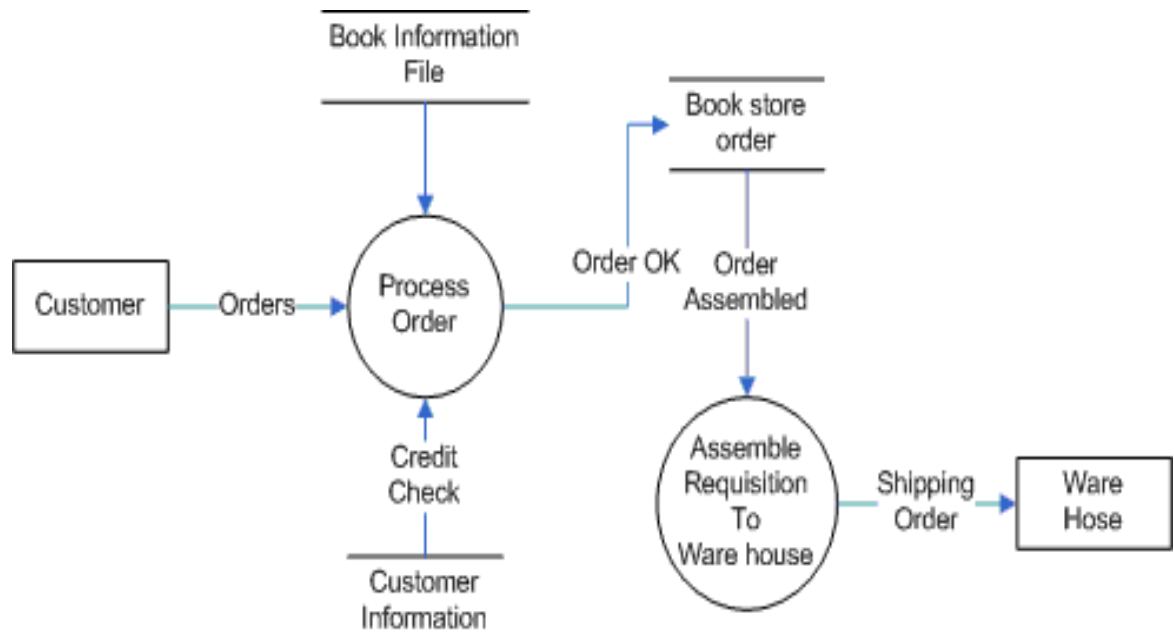 Book Information
File
Book store
order
Customer
Orders
Process
Order
Order OK
Order
Assembled
Credit
Check
Customer
Information
Assemble
Requisition
To
Ware house
Shipping
Order
Ware
Hose